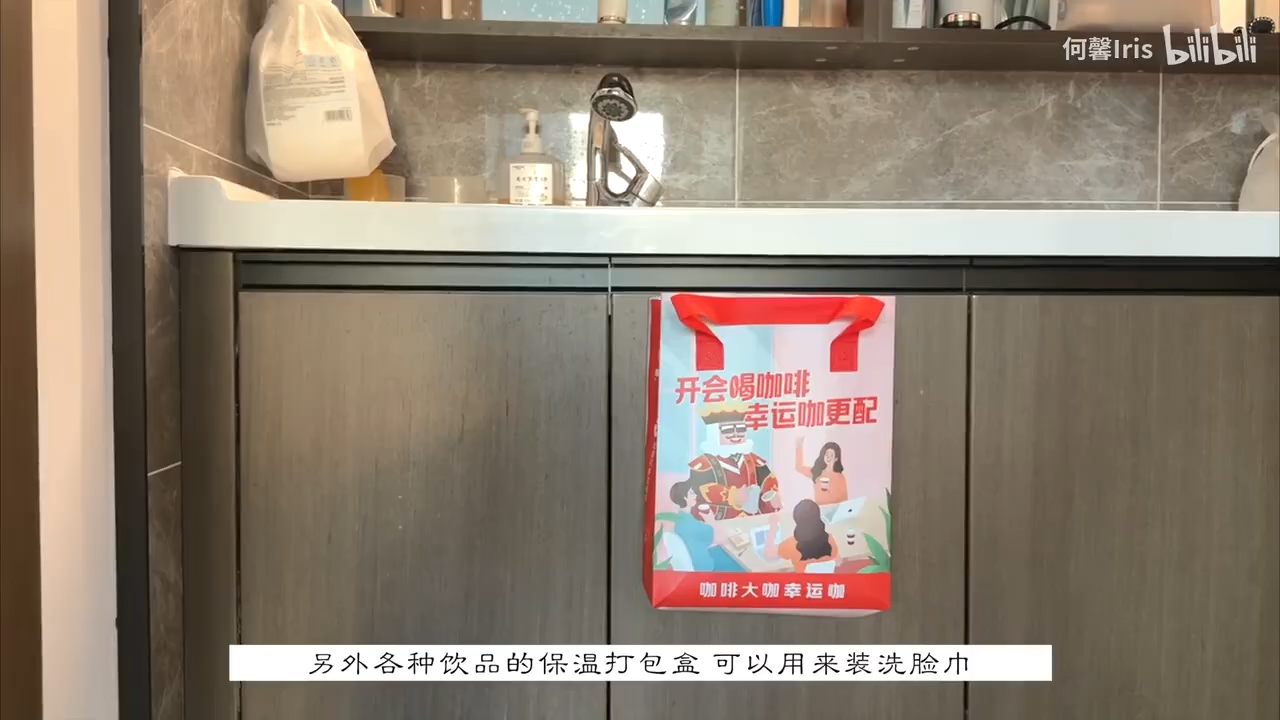 何馨Iris bilibili
开会喝咖啡
幸运咖更配
咖啡大咖幸运咖
另外各种饮品的保温打包盒 可以用来装洗脸巾